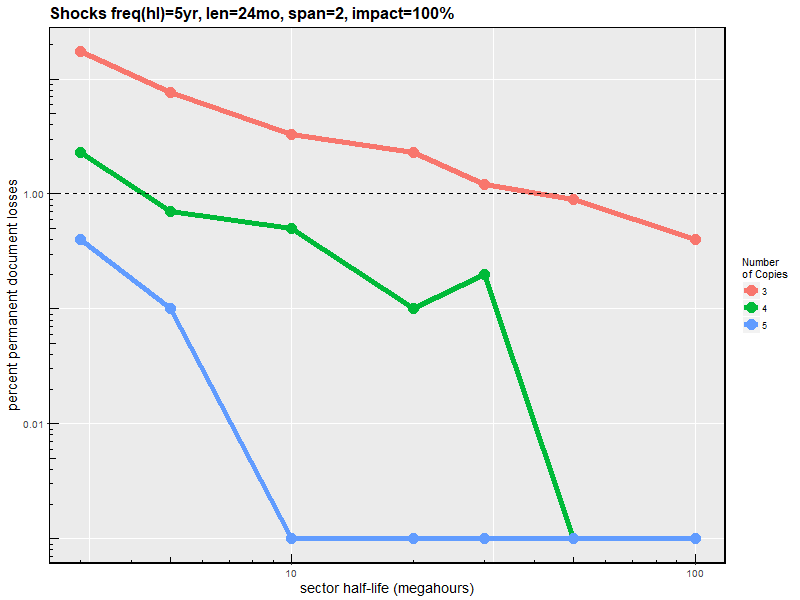 Shocks freq(hl)=5yr, len=24mo, span=2, impact=100%
percent permanent document losses
1.00
0.01
10
100
sector half-life (megahours)
Number
of Copies
3
4
5